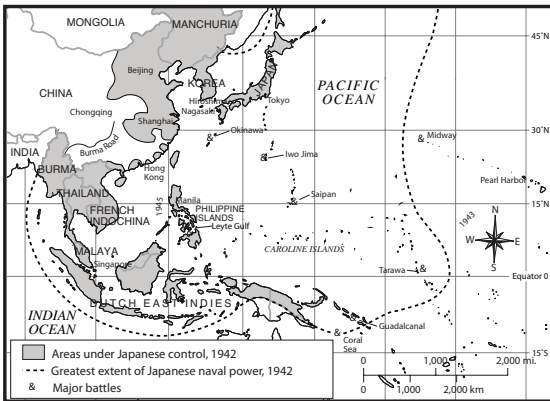 MONGOLIA
MANCHURIA
45°N
Beijing
KOREA
JAPAN
PACIFIC
OCEAN
Hiroshima
Tokyo
CHINA
Nagasaki
Chongqing
Shanghai
& Okinawa
30°N
& Midway
Burma Road
INDIA
& Iwo Jima
BURMA
Hong
Kong
Pearl Harbor
THAILAND
1945
Manila
& Saipan
15°N
FRENCH
INDOCHINA
PHILIPPINE
ISLANDS
Leyte Gulf
1943
N
W
E
S
CAROLINE ISLANDS
MALAYA
Singapore
Tarawa &
Equator 0
DUTCH EAST INDIES
INDIAN
OCEAN
& Guadalcanal
&
Coral
Sea
15°S
Areas under Japanese control, 1942
Greatest extent of Japanese naval power, 1942
& Major battles
0 1,000 2,000 mi.
0 1,000 2,000 km